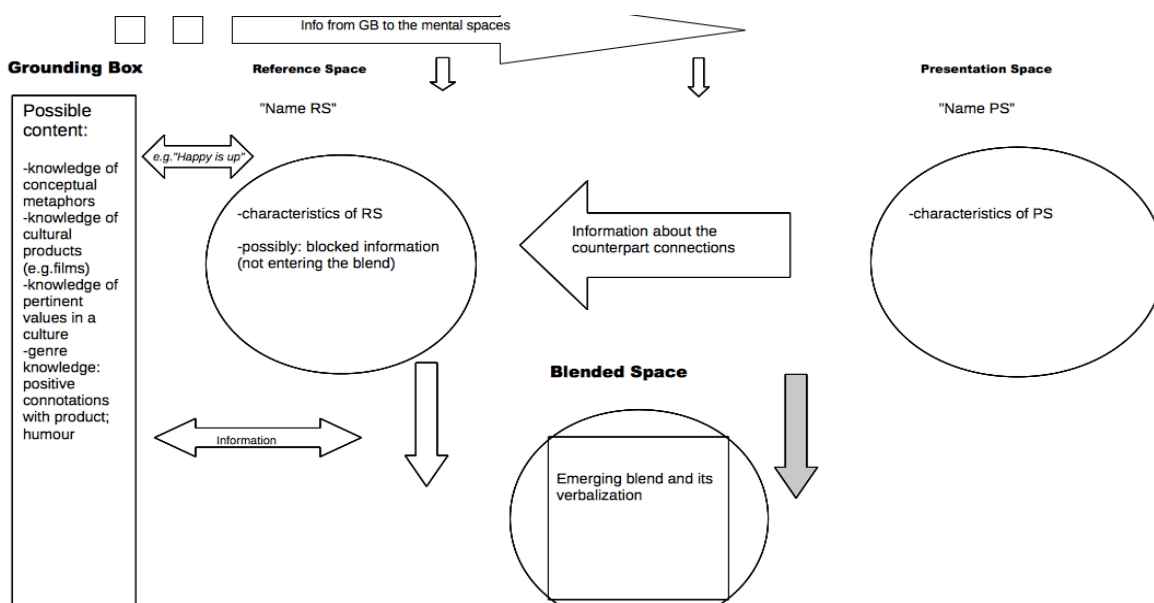 Info from GB to the mental spaces
Grounding Box
Reference Space
Presentation Space
Possible
content:
-knowledge of
conceptual
metaphors
-knowledge of
cultural
products
(e.g.films)
-knowledge of
pertinent
values in a
culture
-genre
knowledge:
positive
connotations
with product;
humour
"Name RS"
"Name PS"
e.g."Happy is up"
-characteristics of RS
-possibly: blocked information
(not entering the blend)
Information about the
counterpart connections
-characteristics of PS
Blended Space
Information
Emerging blend and its
verbalization